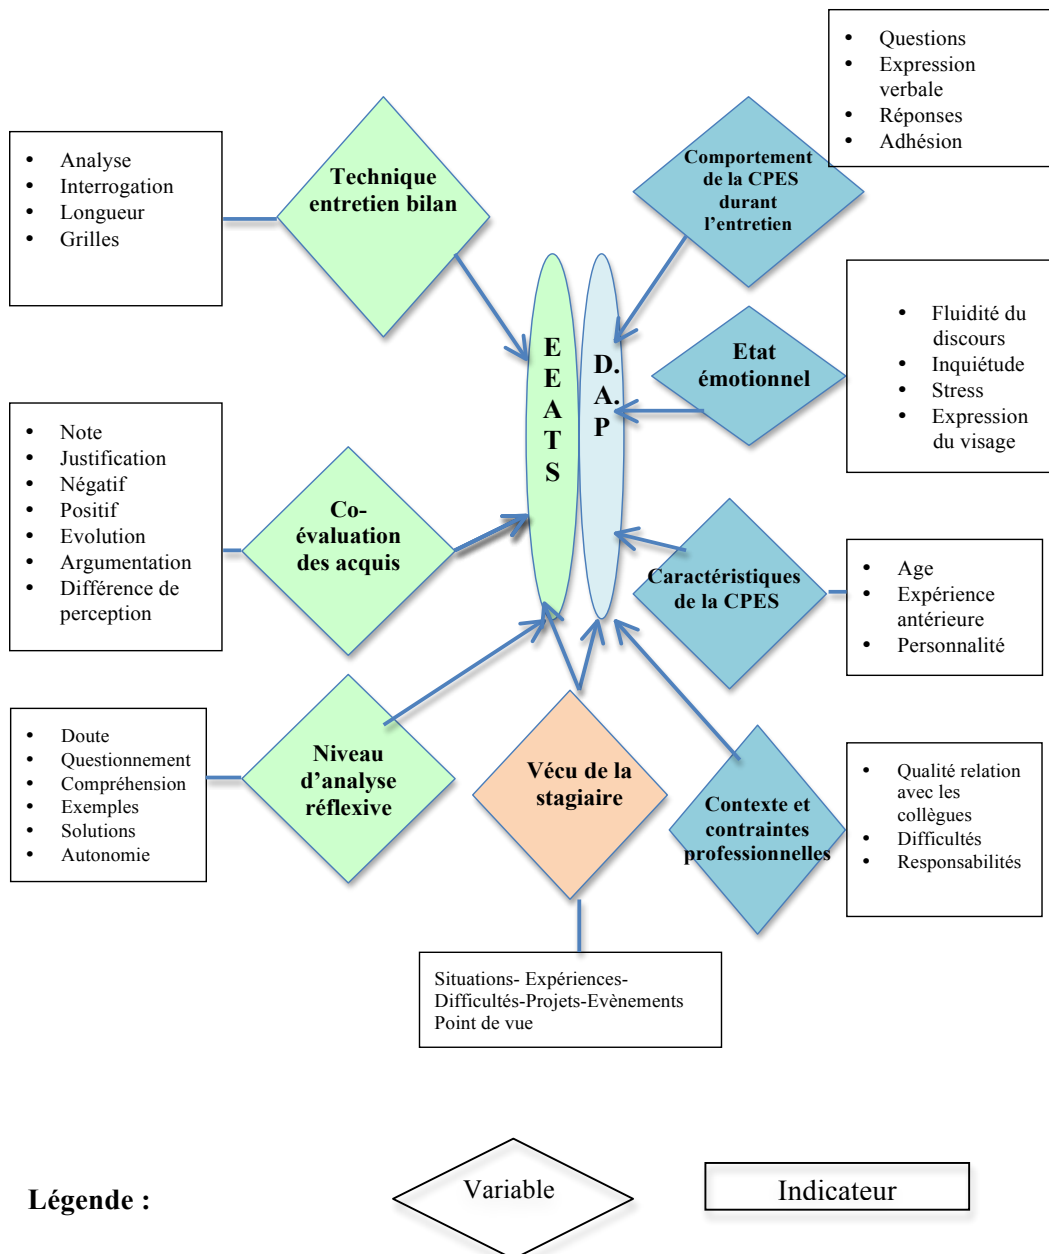 • Questions
• Expression
verbale
• Réponses
• Adhésion
• Analyse
• Interrogation
• Longueur
• Grilles
Technique
entretien bilan
Comportement
de la CPES
durant
l’entretien
E
E
A
T
S
D.
A.
P
Etat
émotionnel
• Fluidité du
discours
• Inquiétude
• Stress
• Expression
du visage
• Note
• Justification
• Négatif
• Positif
• Evolution
• Argumentation
• Différence de
perception
Co-
évaluation
des acquis
Caractéristiques
de la CPES
• Age
• Expérience
antérieure
• Personnalité
• Doute
• Questionnement
• Compréhension
• Exemples
• Solutions
• Autonomie
Niveau
d’analyse
réflexive
Vécu de la
stagiaire
Contexte et
contraintes
professionnelles
• Qualité relation
avec les
collègues
• Difficultés
• Responsabilités
Situations- Expériences-
Difficultés-Projets-Evènements
Point de vue
Légende :
Variable
Indicateur